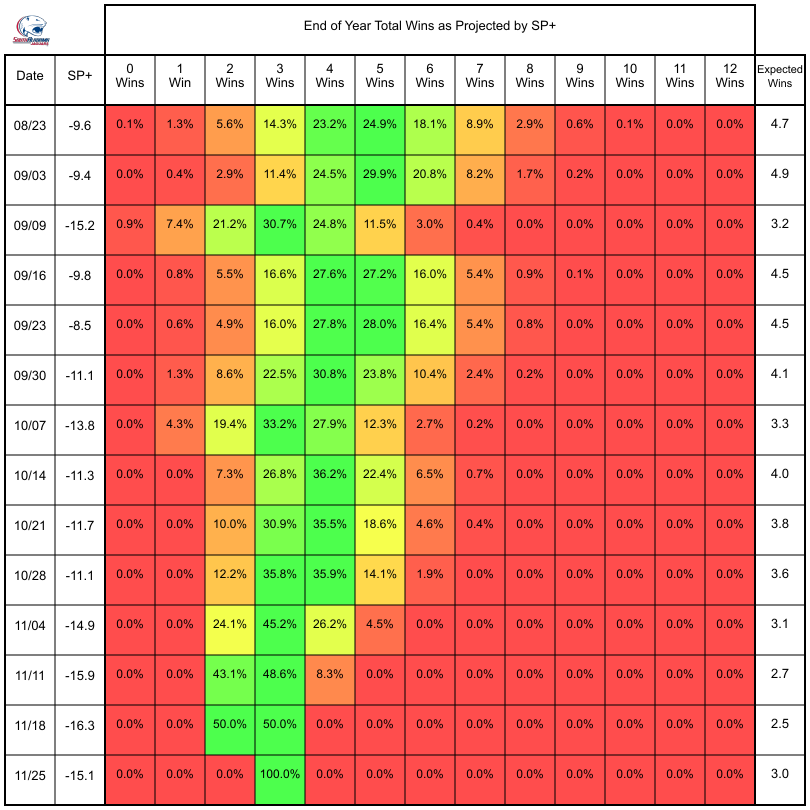 SOUTH ALABAMA
JAGUARS
End of Year Total Wins as Projected by SP+
Date SP+ 0 Wins 1 Win 2 Wins 3 Wins 4 Wins 5 Wins 6 Wins 7 Wins 8 Wins 9 Wins 10 Wins 11 Wins 12 Wins Expected Wins
08/23 -9.6 0.1% 1.3% 5.6% 14.3% 23.2% 24.9% 18.1% 8.9% 2.9% 0.6% 0.1% 0.0% 0.0% 4.7
09/03 -9.4 0.0% 0.4% 2.9% 11.4% 24.5% 29.9% 20.8% 8.2% 1.7% 0.2% 0.0% 0.0% 0.0% 4.9
09/09 -15.2 0.9% 7.4% 21.2% 30.7% 24.8% 11.5% 3.0% 0.4% 0.0% 0.0% 0.0% 0.0% 0.0% 3.2
09/16 -9.8 0.0% 0.8% 5.5% 16.6% 27.6% 27.2% 16.0% 5.4% 0.9% 0.1% 0.0% 0.0% 0.0% 4.5
09/23 -8.5 0.0% 0.6% 4.9% 16.0% 27.8% 28.0% 16.4% 5.4% 0.8% 0.0% 0.0% 0.0% 0.0% 4.5
09/30 -11.1 0.0% 1.3% 8.6% 22.5% 30.8% 23.8% 10.4% 2.4% 0.2% 0.0% 0.0% 0.0% 0.0% 4.1
10/07 -13.8 0.0% 4.3% 19.4% 33.2% 27.9% 12.3% 2.7% 0.2% 0.0% 0.0% 0.0% 0.0% 0.0% 3.3
10/14 -11.3 0.0% 0.0% 7.3% 26.8% 36.2% 22.4% 6.5% 0.7% 0.0% 0.0% 0.0% 0.0% 0.0% 4.0
10/21 -11.7 0.0% 0.0% 10.0% 30.9% 35.5% 18.6% 4.6% 0.4% 0.0% 0.0% 0.0% 0.0% 0.0% 3.8
10/28 -11.1 0.0% 0.0% 12.2% 35.8% 35.9% 14.1% 1.9% 0.0% 0.0% 0.0% 0.0% 0.0% 0.0% 3.6
11/04 -14.9 0.0% 0.0% 24.1% 45.2% 26.2% 4.5% 0.0% 0.0% 0.0% 0.0% 0.0% 0.0% 0.0% 3.1
11/11 -15.9 0.0% 0.0% 43.1% 48.6% 8.3% 0.0% 0.0% 0.0% 0.0% 0.0% 0.0% 0.0% 0.0% 2.7
11/18 -16.3 0.0% 0.0% 50.0% 50.0% 0.0% 0.0% 0.0% 0.0% 0.0% 0.0% 0.0% 0.0% 0.0% 2.5
11/25 -15.1 0.0% 0.0% 0.0% 100.0% 0.0% 0.0% 0.0% 0.0% 0.0% 0.0% 0.0% 0.0% 0.0% 3.0